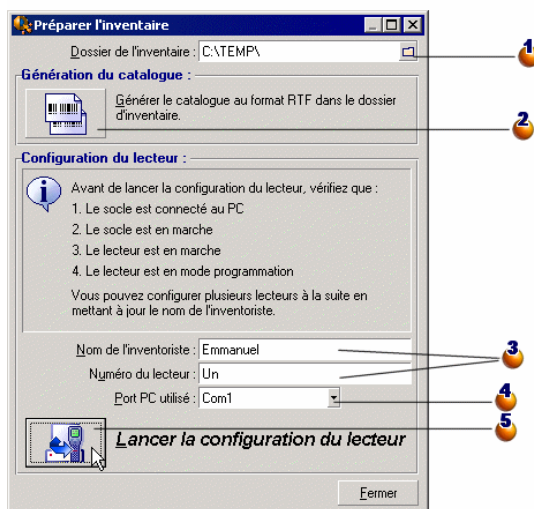 Préparer l'inventaire
Dossier de l'inventaire : C:\TEMP\
1
Génération du catalogue :
Générer le catalogue au format RTF dans le dossier
d'inventaire.
2
Configuration du lecteur :
Avant de lancer la configuration du lecteur, vérifiez que :
1. Le socle est connecté au PC
2. Le socle est en marche
3. Le lecteur est en marche
4. Le lecteur est en mode programmation
Vous pouvez configurer plusieurs lecteurs à la suite en
mettant à jour le nom de l'inventoriste.
Nom de l'inventoriste : Emmanuel
3
Numéro du lecteur : Un
Port PC utilisé : Com1
4
5
Lancer la configuration du lecteur
Fermer